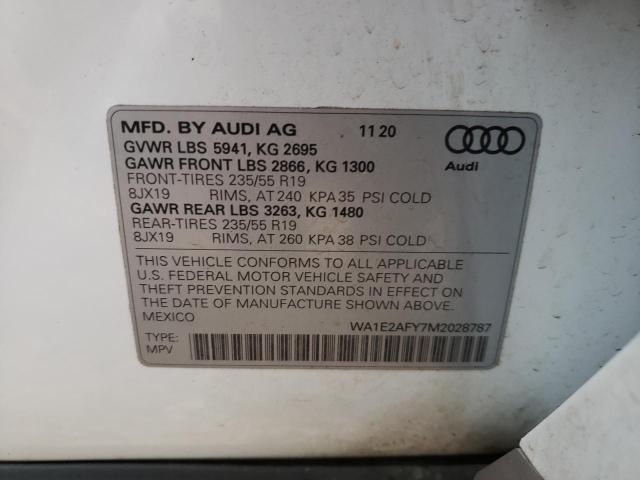 MFD. BY AUDI AG 11 20
GVWR LBS 5941, KG 2695
GAWR FRONT LBS 2866, KG 1300
FRONT-TIRES 235/55 R19
8JX19 RIMS, AT 240 KPA 35 PSI COLD
GAWR REAR LBS 3263, KG 1480
REAR-TIRES 235/55 R19
8JX19 RIMS, AT 260 KPA 38 PSI COLD
Audi
THIS VEHICLE CONFORMS TO ALL APPLICABLE
U.S. FEDERAL MOTOR VEHICLE SAFETY AND
THEFT PREVENTION STANDARDS IN EFFECT ON
THE DATE OF MANUFACTURE SHOWN ABOVE.
MEXICO
WA1E2AFY7M2028787
TYPE:
MPV